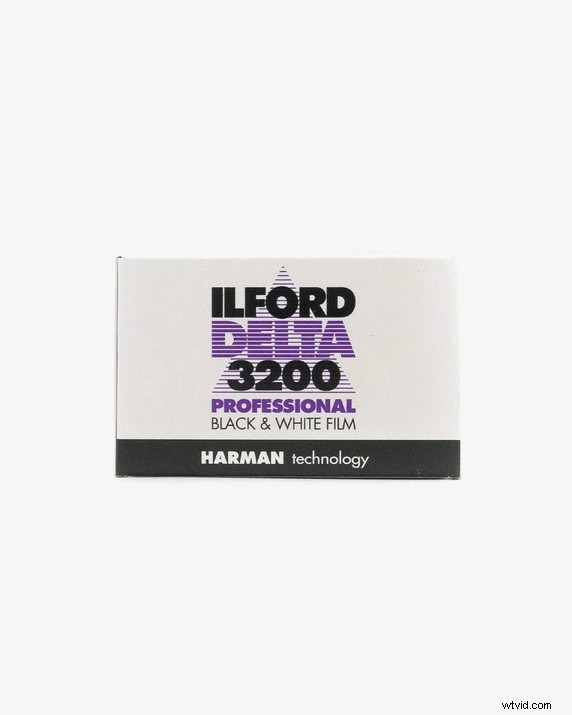 ILFORD
DELTA
3200
PROFESSIONAL
BLACK & WHITE FILM
HARMAN technology
wtvid.com